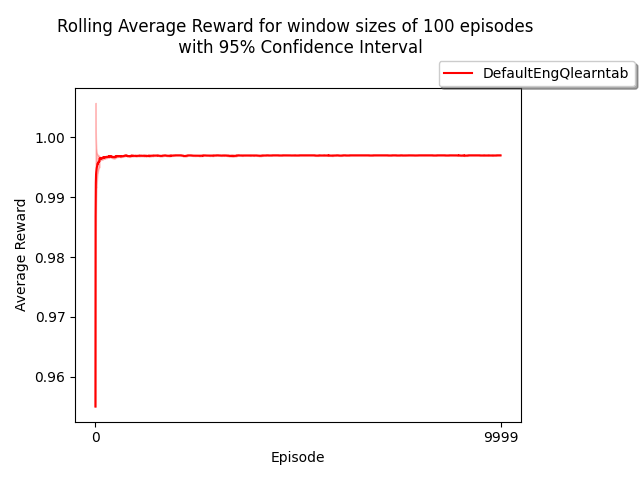 Rolling Average Reward for window sizes of 100 episodes
with 95% Confidence Interval
DefaultEngQlearntab
1.00
0.99
0.98
0.97
0.96
Average Reward
0
9999
Episode